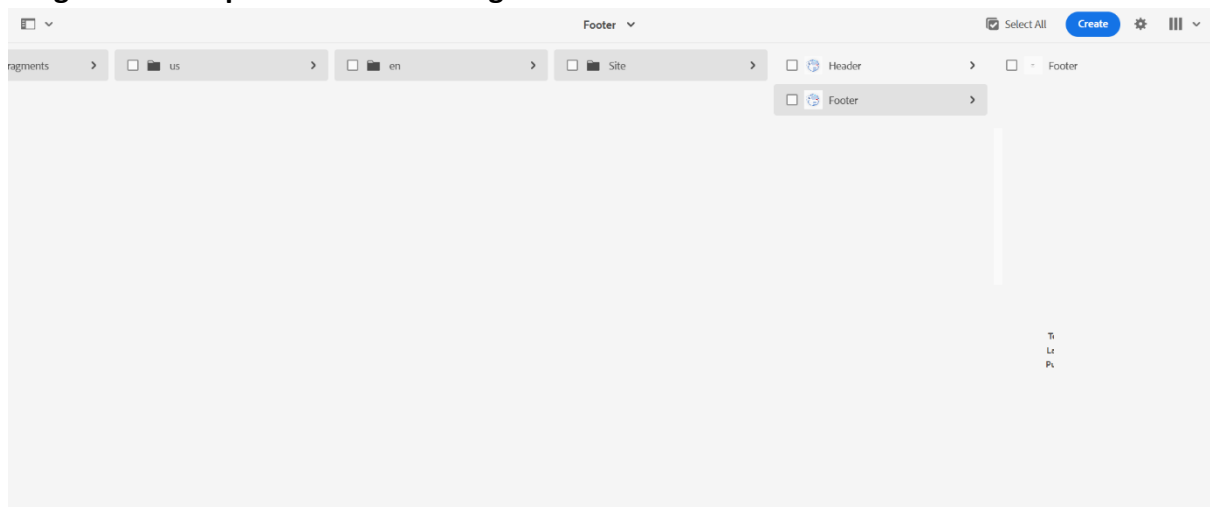 Footer
Select All
Create
ragments
us
en
Site
Header
Footer
Footer